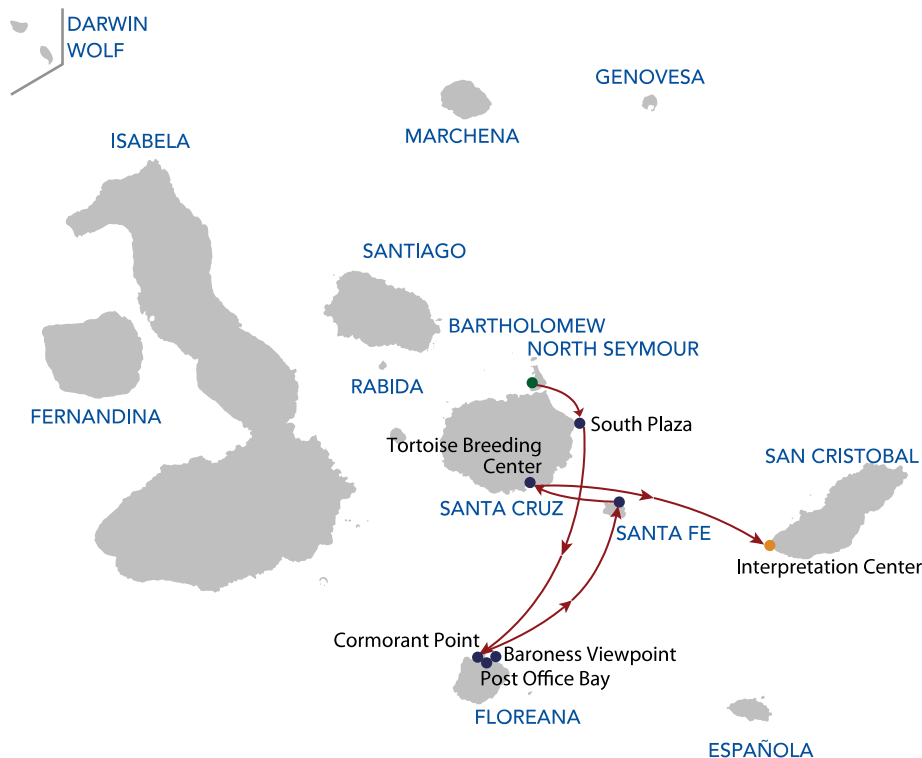 DARWIN
WOLF
GENOVESA
MARCHENA
ISABELA
SANTIAGO
BARTHOLOMEW
NORTH SEYMOUR
RABIDA
FERNANDINA
South Plaza
Tortoise Breeding
Center
SAN CRISTOBAL
SANTA CRUZ
SANTA FE
Interpretation Center
Cormorant Point
Baroness Viewpoint
Post Office Bay
FLOREANA
ESPAÑOLA